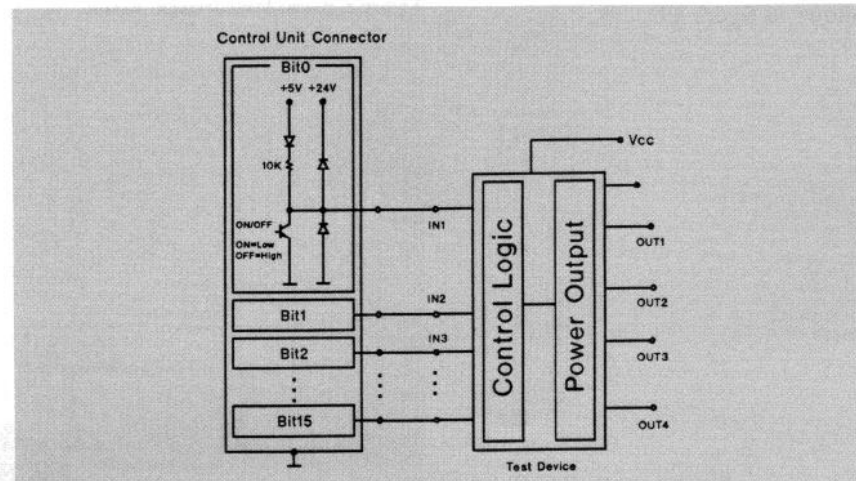 Control Unit Connector
Bit0
+5V +24V
10K
ON/OFF
ON=Low
OFF=High
Bit1
Bit2
Bit15
IN1
IN2
IN3
Vcc
Control Logic
Power Output
OUT1
OUT2
OUT3
OUT4
Test Device